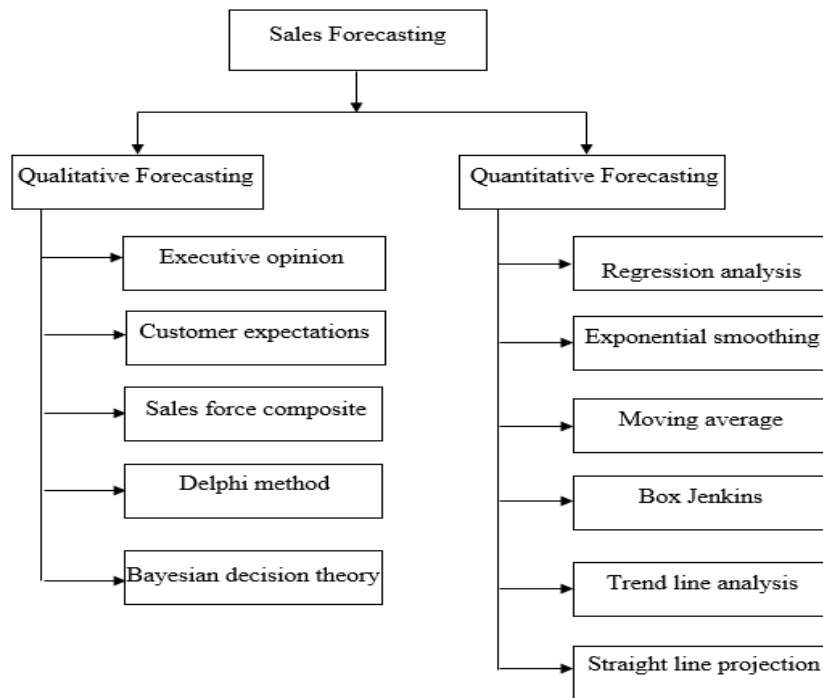 Sales Forecasting
Qualitative Forecasting
Executive opinion
Customer expectations
Sales force composite
Delphi method
Bayesian decision theory
Quantitative Forecasting
Regression analysis
Exponential smoothing
Moving average
Box Jenkins
Trend line analysis
Straight line projection